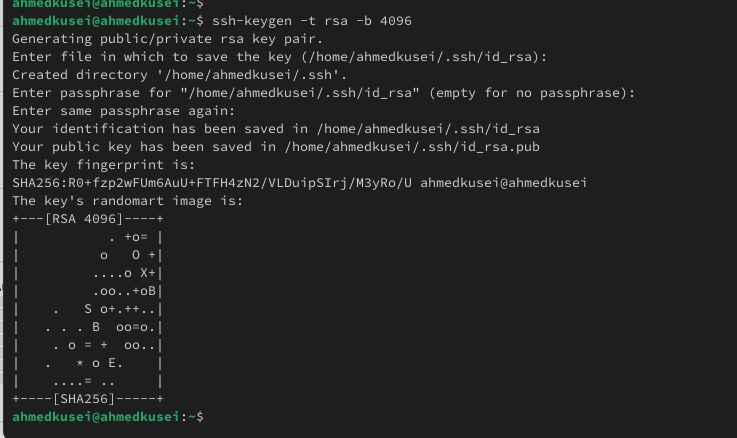 ahmedkusei@ahmedkusei:~$
ahmedkusei@ahmedkusei:~$ ssh-keygen -t rsa -b 4096
Generating public/private rsa key pair.
Enter file in which to save the key (/home/ahmedkusei/.ssh/id_rsa):
Created directory '/home/ahmedkusei/.ssh'.
Enter passphrase for "/home/ahmedkusei/.ssh/id_rsa" (empty for no passphrase):
Enter same passphrase again:
Your identification has been saved in /home/ahmedkusei/.ssh/id_rsa
Your public key has been saved in /home/ahmedkusei/.ssh/id_rsa.pub
The key fingerprint is:
SHA256:R0+fzp2wFUm6AuU+FTFH4zN2/VLDuipSIrj/M3yRo/U ahmedkusei@ahmedkusei
The key's randomart image is:
+---[RSA 4096]----+
|            . +o= |
|           o   O +|
|          ....o X+|
|          .oo..+oB|
|    .   S o+.++..|
|   . . . B  oo=o.|
|    . o = +  oo..|
|   .   * o E.    |
|    ....= ..     |
+----[SHA256]-----+
ahmedkusei@ahmedkusei:~$